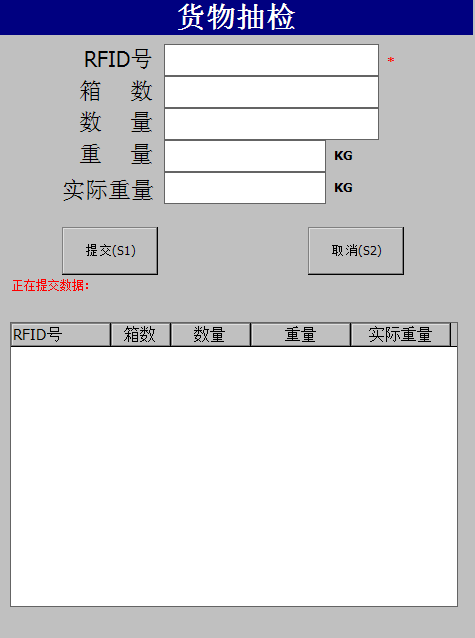 货物抽检
RFID号 *
箱 数
数 量
重 量 KG
实际重量 KG
提交(S1) 取消(S2)
正在提交数据:
RFID号 箱数 数量 重量 实际重量